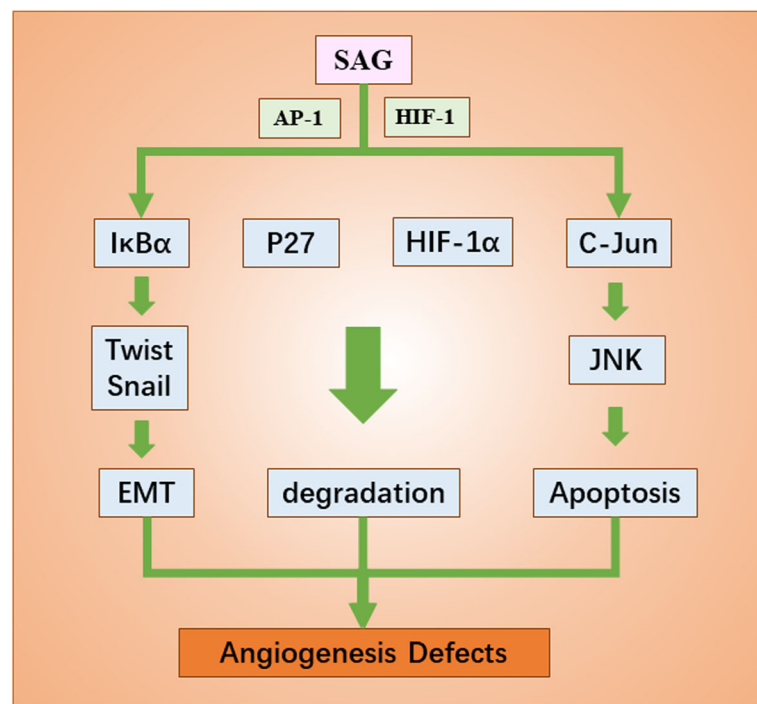 SAG
AP-1
HIF-1
IκBα
P27
HIF-1α
C-Jun
Twist
Snail
JNK
EMT
degradation
Apoptosis
Angiogenesis Defects